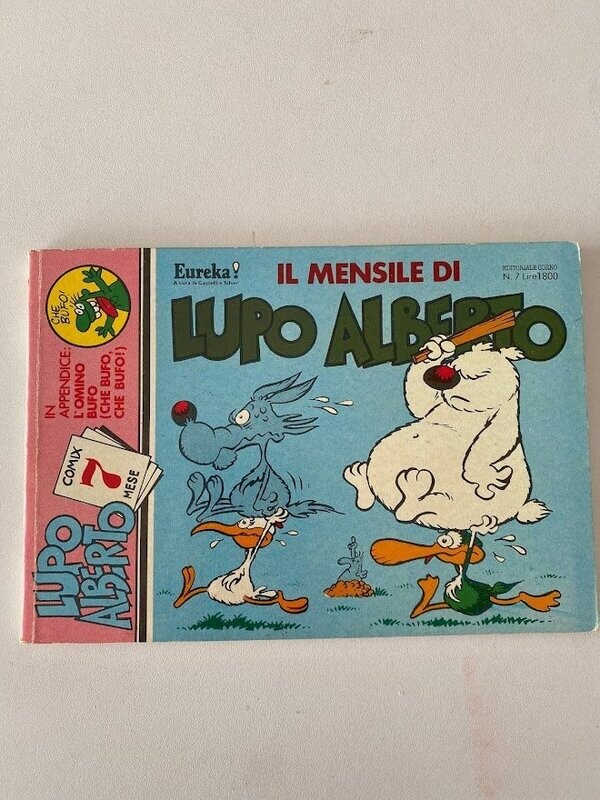 CHE BUFO!
IN
APPENDICE:
L'OMINO
BUFO
(CHE BUFO,
CHE BUFO!)
COMIX
7
MESE
LUPO
ALBERTO
Eureka!
A cura di Castelli e Silver
IL MENSILE DI
EDITORIALE CORNO
N. 7 Lire 1800
LUPO ALBERTO